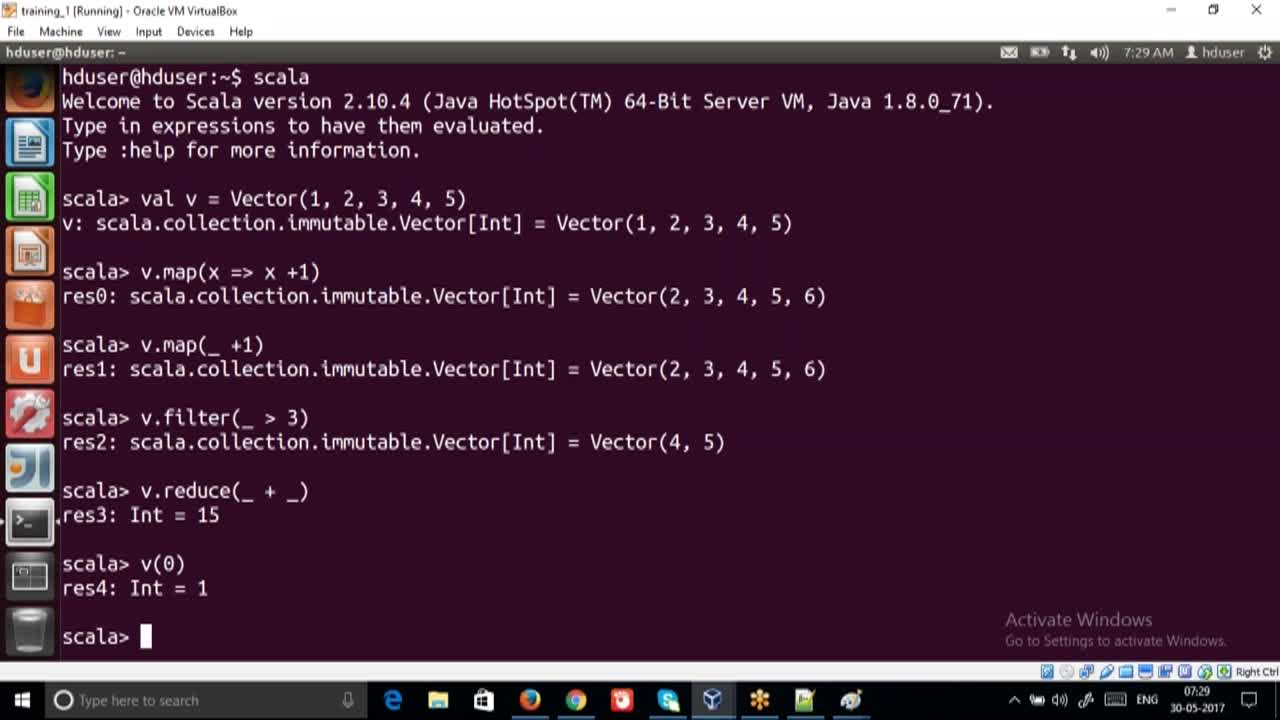 training_1 [Running] - Oracle VM VirtualBox
File Machine View Input Devices Help
hduser@hduser: ~ 7:29 AM hduser
hduser@hduser:~$ scala
Welcome to Scala version 2.10.4 (Java HotSpot(TM) 64-Bit Server VM, Java 1.8.0_71).
Type in expressions to have them evaluated.
Type :help for more information.
scala> val v = Vector(1, 2, 3, 4, 5)
v: scala.collection.immutable.Vector[Int] = Vector(1, 2, 3, 4, 5)
scala> v.map(x => x +1)
res0: scala.collection.immutable.Vector[Int] = Vector(2, 3, 4, 5, 6)
scala> v.map(_ +1)
res1: scala.collection.immutable.Vector[Int] = Vector(2, 3, 4, 5, 6)
scala> v.filter(_ > 3)
res2: scala.collection.immutable.Vector[Int] = Vector(4, 5)
scala> v.reduce(_ + _)
res3: Int = 15
scala> v(0)
res4: Int = 1
scala>
Activate Windows
Go to Settings to activate Windows.
Right Ctrl
Type here to search
ENG
07:29
30-05-2017